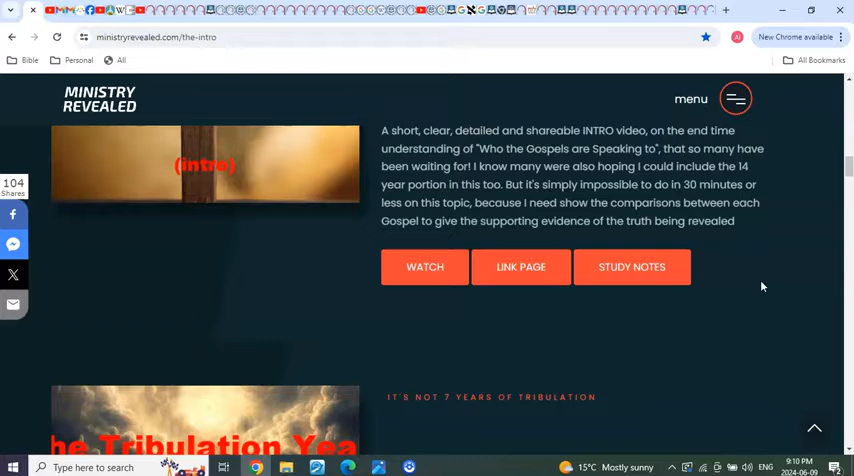 ministryrevealed.com/the-intro
New Chrome available
Bible
Personal
All
All Bookmarks
MINISTRY
REVEALED
menu
(intro)
A short, clear, detailed and shareable INTRO video, on the end time
understanding of "Who the Gospels are Speaking to", that so many have
been waiting for! I know many were also hoping I could include the 14
year portion in this too. But it's simply impossible to do in 30 minutes or
less on this topic, because I need show the comparisons between each
Gospel to give the supporting evidence of the truth being revealed
104
Shares
WATCH
LINK PAGE
STUDY NOTES
IT'S NOT 7 YEARS OF TRIBULATION
he Tribulation Yea
Type here to search
15°C Mostly sunny
ENG
9:10 PM
2024-06-09